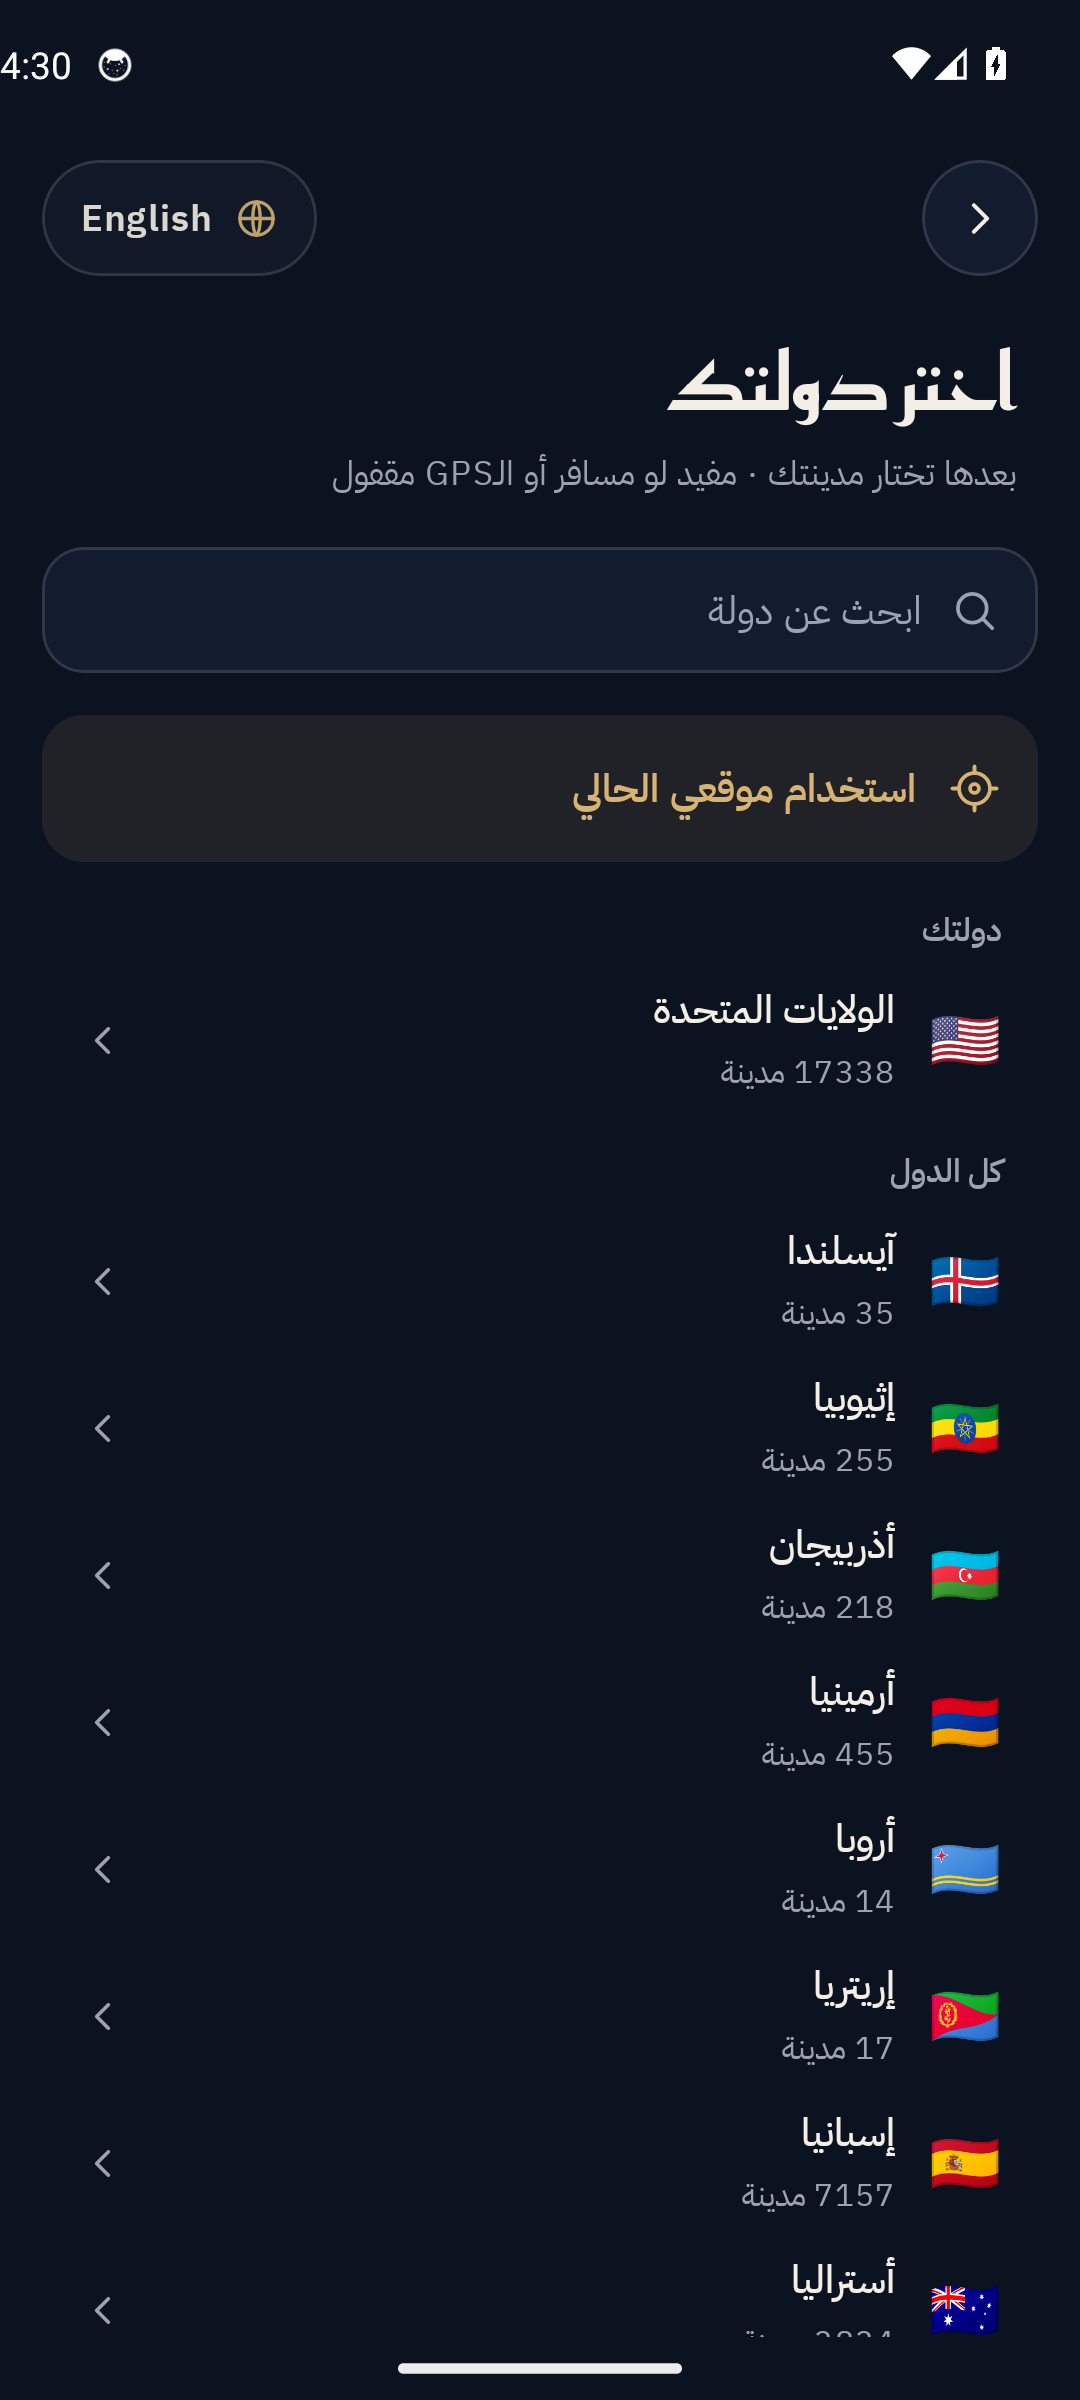 4:30
English
اختر دولتك
بعدها تختار مدينتك · مفيد لو مسافر أو الـGPS مقفول
ابحث عن دولة
استخدام موقعي الحالي
دولتك
الولايات المتحدة
17338 مدينة
كل الدول
آيسلندا
35 مدينة
إثيوبيا
255 مدينة
أذربيجان
218 مدينة
أرمينيا
455 مدينة
أروبا
14 مدينة
إريتريا
17 مدينة
إسبانيا
7157 مدينة
أستراليا